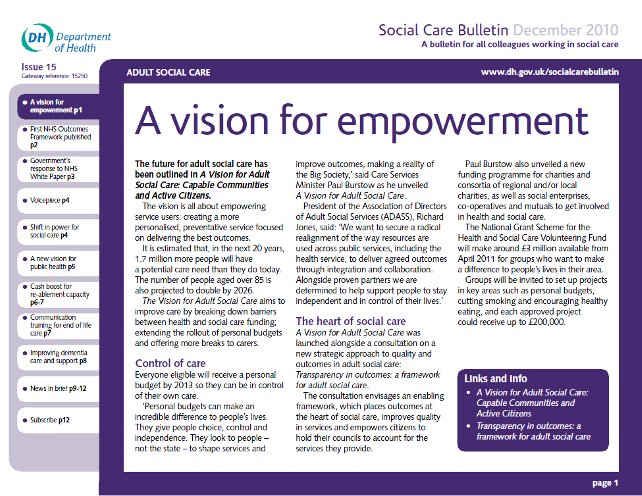 DH Department
of Health
Social Care Bulletin December 2010
A bulletin for all colleagues working in social care
Issue 15
Gateway reference: 15250
ADULT SOCIAL CARE
www.dh.gov.uk/socialcarebulletin
A vision for
empowerment p1
First NHS Outcomes
Framework published
p2
Government's
response to NHS
White Paper p3
Voicepiece p4
Shift in power for
social care p4
A new vision for
public health p5
Cash boost for
re-ablement capacity
p6-7
Communication
training for end of life
care p7
Improving dementia
care and support p8
News in brief p9-12
Subscribe p12
A vision for empowerment
The future for adult social care has
been outlined in A Vision for Adult
Social Care: Capable Communities
and Active Citizens.
The vision is all about empowering
service users: creating a more
personalised, preventative service focused
on delivering the best outcomes.
It is estimated that, in the next 20 years,
1.7 million more people will have
a potential care need than they do today.
The number of people aged over 85 is
also projected to double by 2026.
The Vision for Adult Social Care aims to
improve care by breaking down barriers
between health and social care funding;
extending the rollout of personal budgets
and offering more breaks to carers.
Control of care
Everyone eligible will receive a personal
budget by 2013 so they can be in control
of their own care.
'Personal budgets can make an
incredible difference to people's lives.
They give people choice, control and
independence. They look to people –
not the state – to shape services and
improve outcomes, making a reality of
the Big Society,' said Care Services
Minister Paul Burstow as he unveiled
A Vision for Adult Social Care.
President of the Association of Directors
of Adult Social Services (ADASS), Richard
Jones, said: 'We want to secure a radical
realignment of the way resources are
used across public services, including the
health service, to deliver agreed outcomes
through integration and collaboration.
Alongside proven partners we are
determined to help support people to stay
independent and in control of their lives.'
The heart of social care
A Vision for Adult Social Care was
launched alongside a consultation on a
new strategic approach to quality and
outcomes in adult social care:
Transparency in outcomes: a framework
for adult social care.
The consultation envisages an enabling
framework, which places outcomes at
the heart of social care, improves quality
in services and empowers citizens to
hold their councils to account for the
services they provide.
Paul Burstow also unveiled a new
funding programme for charities and
consortia of regional and/or local
charities, as well as social enterprises,
co-operatives and mutuals to get involved
in health and social care.
The National Grant Scheme for the
Health and Social Care Volunteering Fund
will make around £3 million available from
April 2011 for groups who want to make
a difference to people's lives in their area.
Groups will be invited to set up projects
in key areas such as personal budgets,
cutting smoking and encouraging healthy
eating, and each approved project
could receive up to £200,000.
Links and Info
A Vision for Adult Social Care:
Capable Communities and
Active Citizens
Transparency in outcomes: a
framework for adult social care
page 1